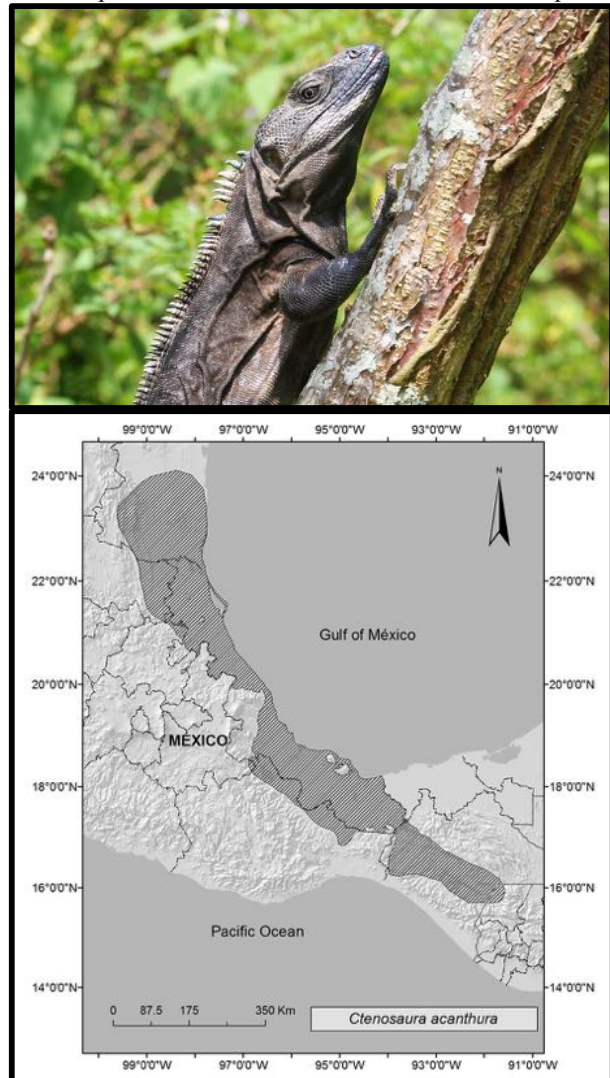 99°0'0"W 97°0'0"W 95°0'0"W 93°0'0"W 91°0'0"W
24°0'0"N 24°0'0"N
N
22°0'0"N 22°0'0"N
Gulf of México
20°0'0"N 20°0'0"N
MÉXICO
18°0'0"N 18°0'0"N
16°0'0"N 16°0'0"N
Pacific Ocean
14°0'0"N 14°0'0"N
0 87.5 175 350 Km
Ctenosaura acanthura
99°0'0"W 97°0'0"W 95°0'0"W 93°0'0"W 91°0'0"W